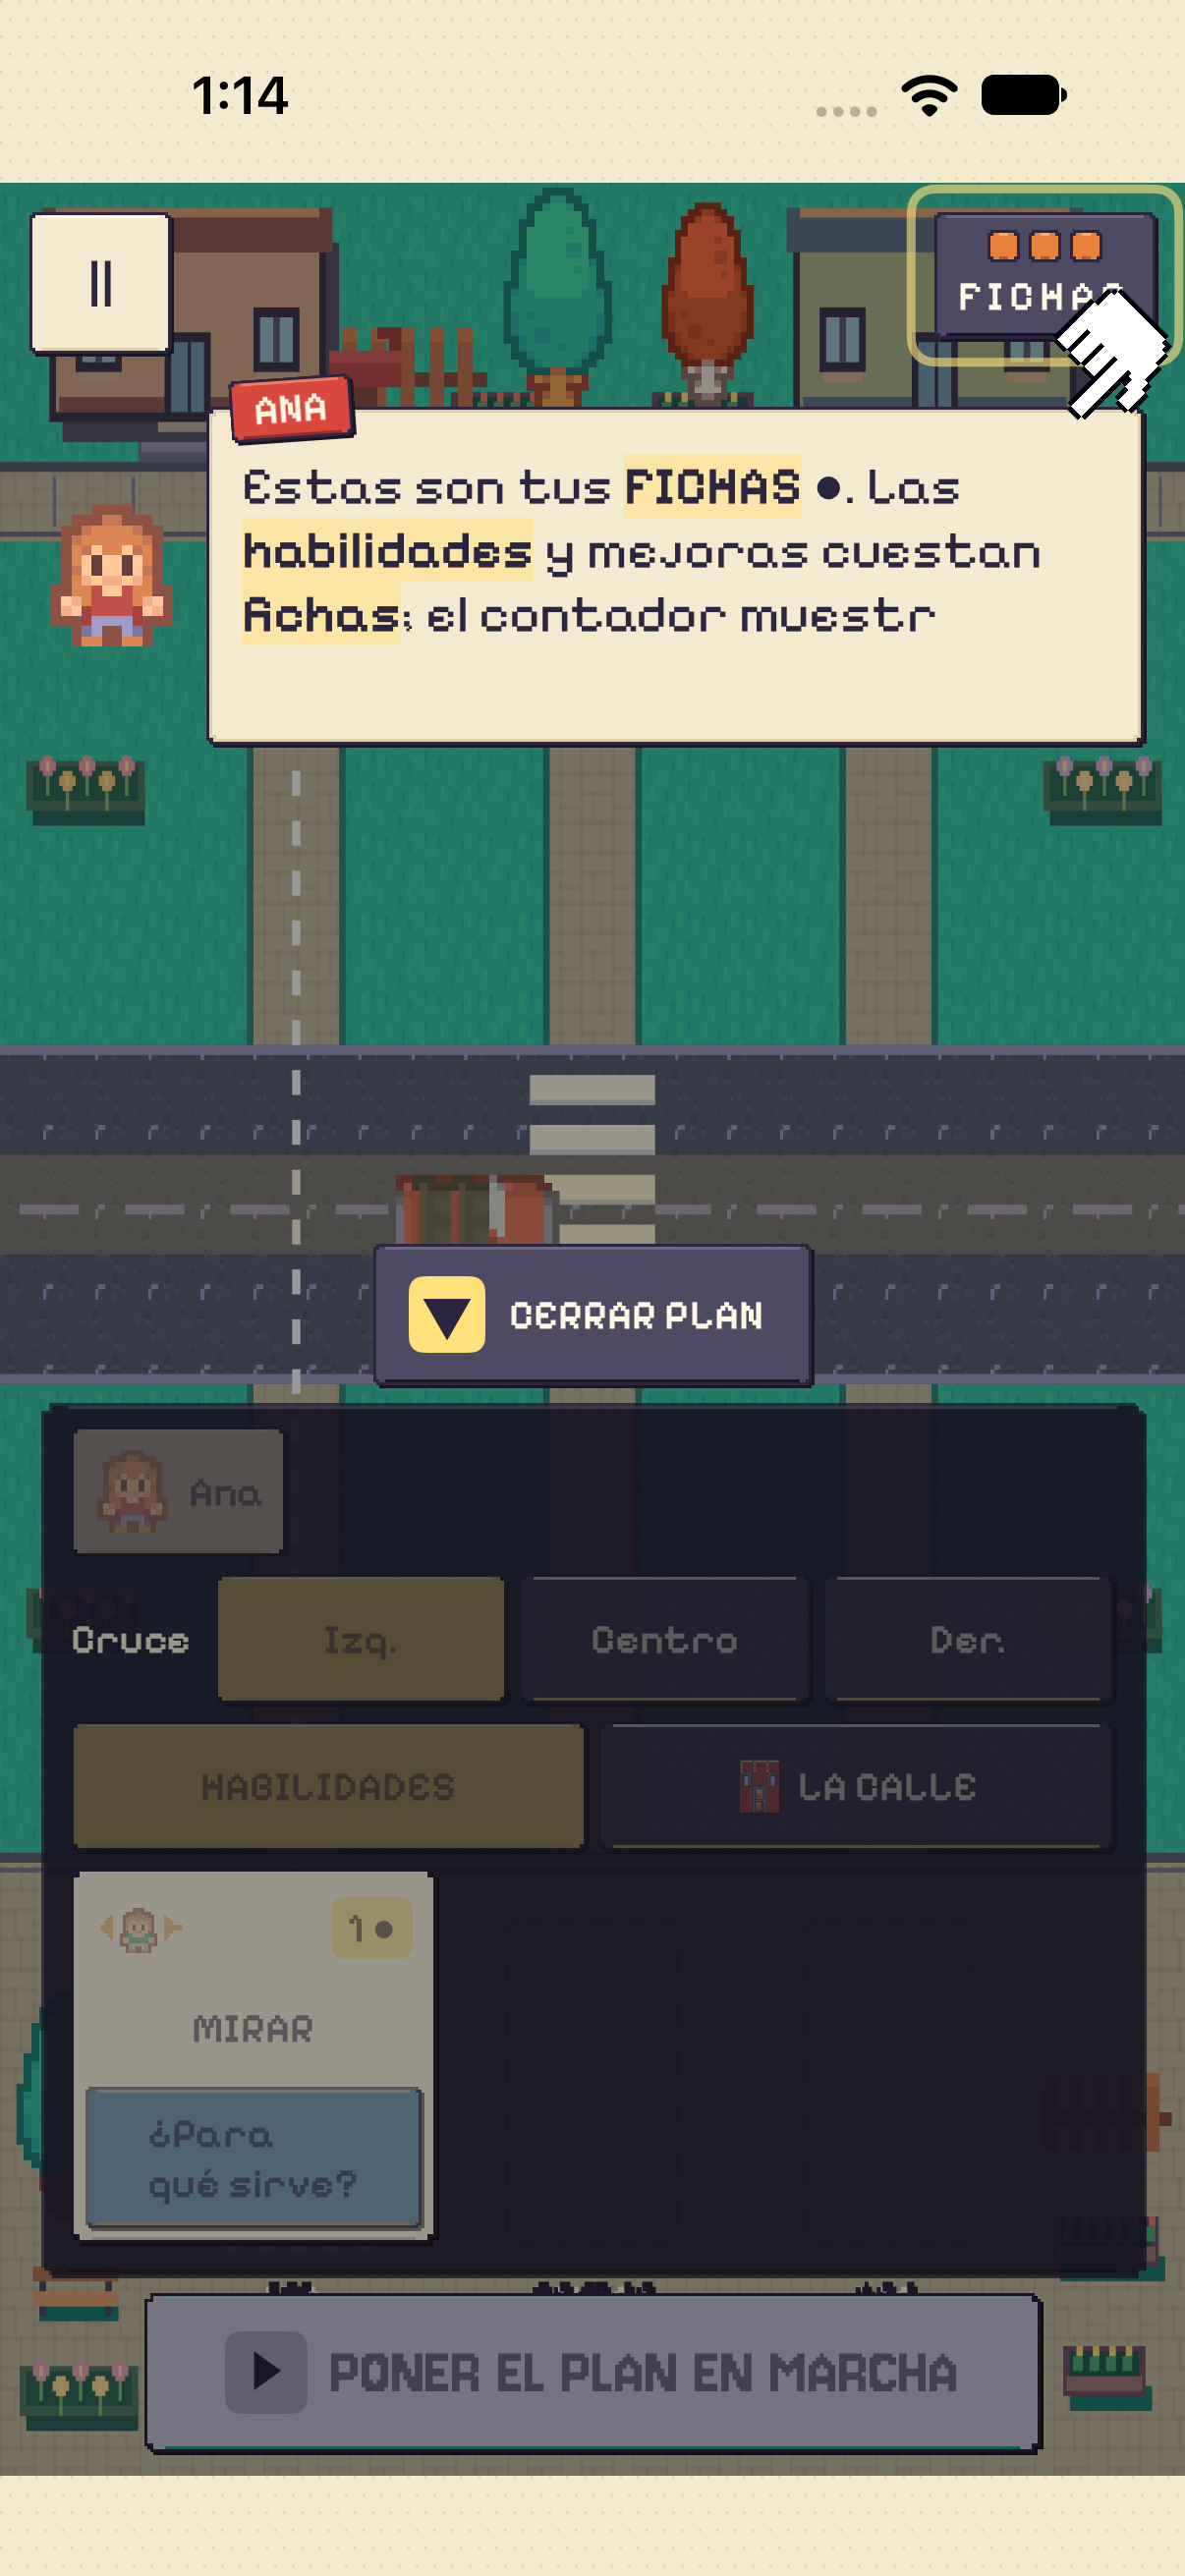 1:14
FICHAS
ANA
Estas son tus FICHAS ●. Las
habilidades y mejoras cuestan
fichas; el contador muestr
CERRAR PLAN
Ana
Cruce
Izq.
Centro
Der.
HABILIDADES
LA CALLE
1 ●
MIRAR
¿Para
qué sirve?
PONER EL PLAN EN MARCHA